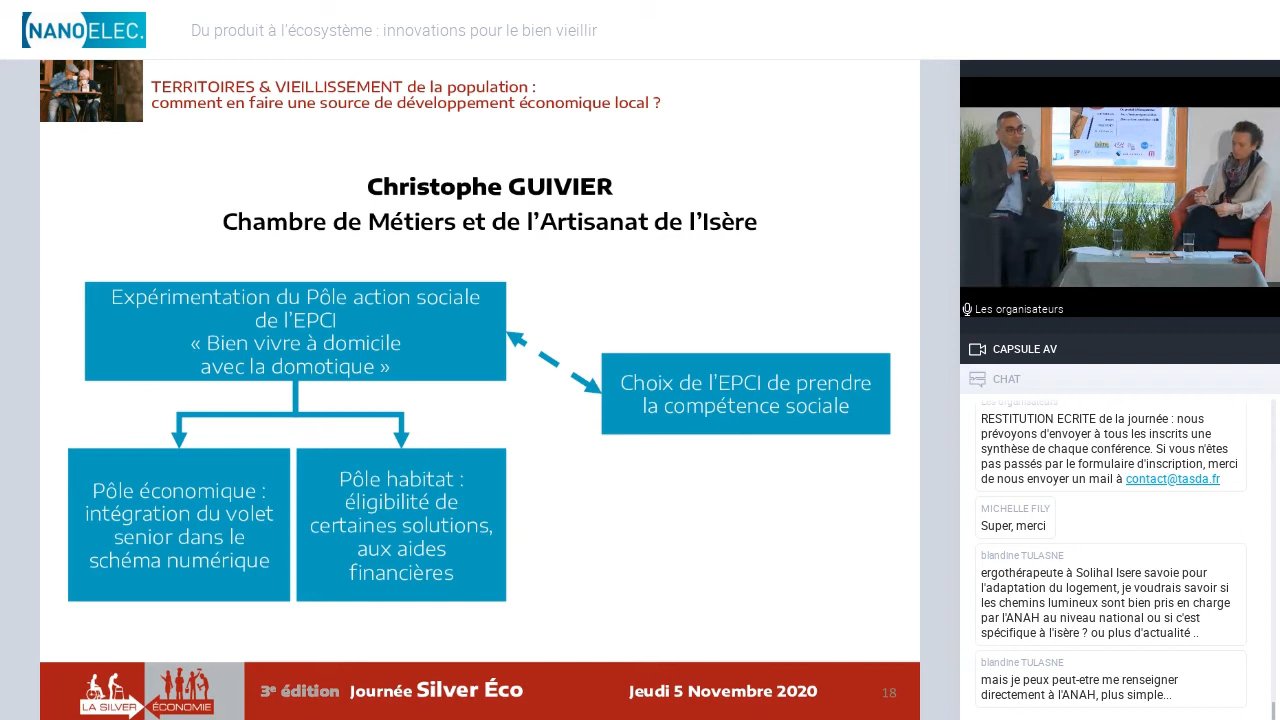 NANOELEC.
Du produit à l'écosystème : innovations pour le bien vieillir
TERRITOIRES & VIEILLISSEMENT de la population :
comment en faire une source de développement économique local ?
Christophe GUIVIER
Chambre de Métiers et de l'Artisanat de l'Isère
Expérimentation du Pôle action sociale
de l'EPCI
« Bien vivre à domicile
avec la domotique »
Choix de l'EPCI de prendre
la compétence sociale
Pôle économique :
intégration du volet
senior dans le
schéma numérique
Pôle habitat :
éligibilité de
certaines solutions,
aux aides
financières
LA SILVER
ÉCONOMIE
3e édition Journée Silver Éco
Jeudi 5 Novembre 2020
18
Les organisateurs
CAPSULE AV
CHAT
Les organisateurs
RESTITUTION ECRITE de la journée : nous
prévoyons d'envoyer à tous les inscrits une
synthèse de chaque conférence. Si vous n'êtes
pas passés par le formulaire d'inscription, merci
de nous envoyer un mail à contact@tasda.fr
MICHELLE FILY
Super, merci
blandine TULASNE
ergothérapeute à Solihal Isere savoie pour
l'adaptation du logement, je voudrais savoir si
les chemins lumineux sont bien pris en charge
par l'ANAH au niveau national ou si c'est
spécifique à l'isère ? ou plus d'actualité ..
blandine TULASNE
mais je peux peut-etre me renseigner
directement à l'ANAH, plus simple...